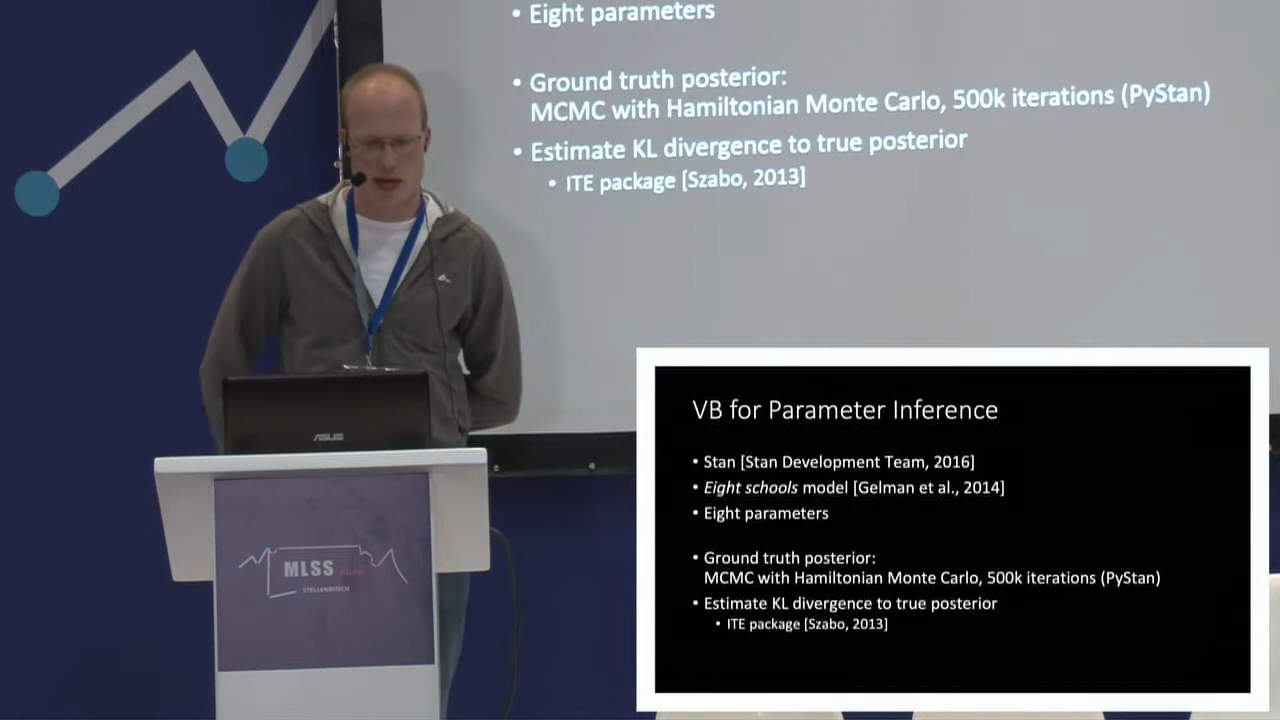 • Eight parameters
• Ground truth posterior:
MCMC with Hamiltonian Monte Carlo, 500k iterations (PyStan)
• Estimate KL divergence to true posterior
• ITE package [Szabo, 2013]
ASUS
MLSS
STELLENBOSCH
VB for Parameter Inference
• Stan [Stan Development Team, 2016]
• Eight schools model [Gelman et al., 2014]
• Eight parameters
• Ground truth posterior:
MCMC with Hamiltonian Monte Carlo, 500k iterations (PyStan)
• Estimate KL divergence to true posterior
• ITE package [Szabo, 2013]